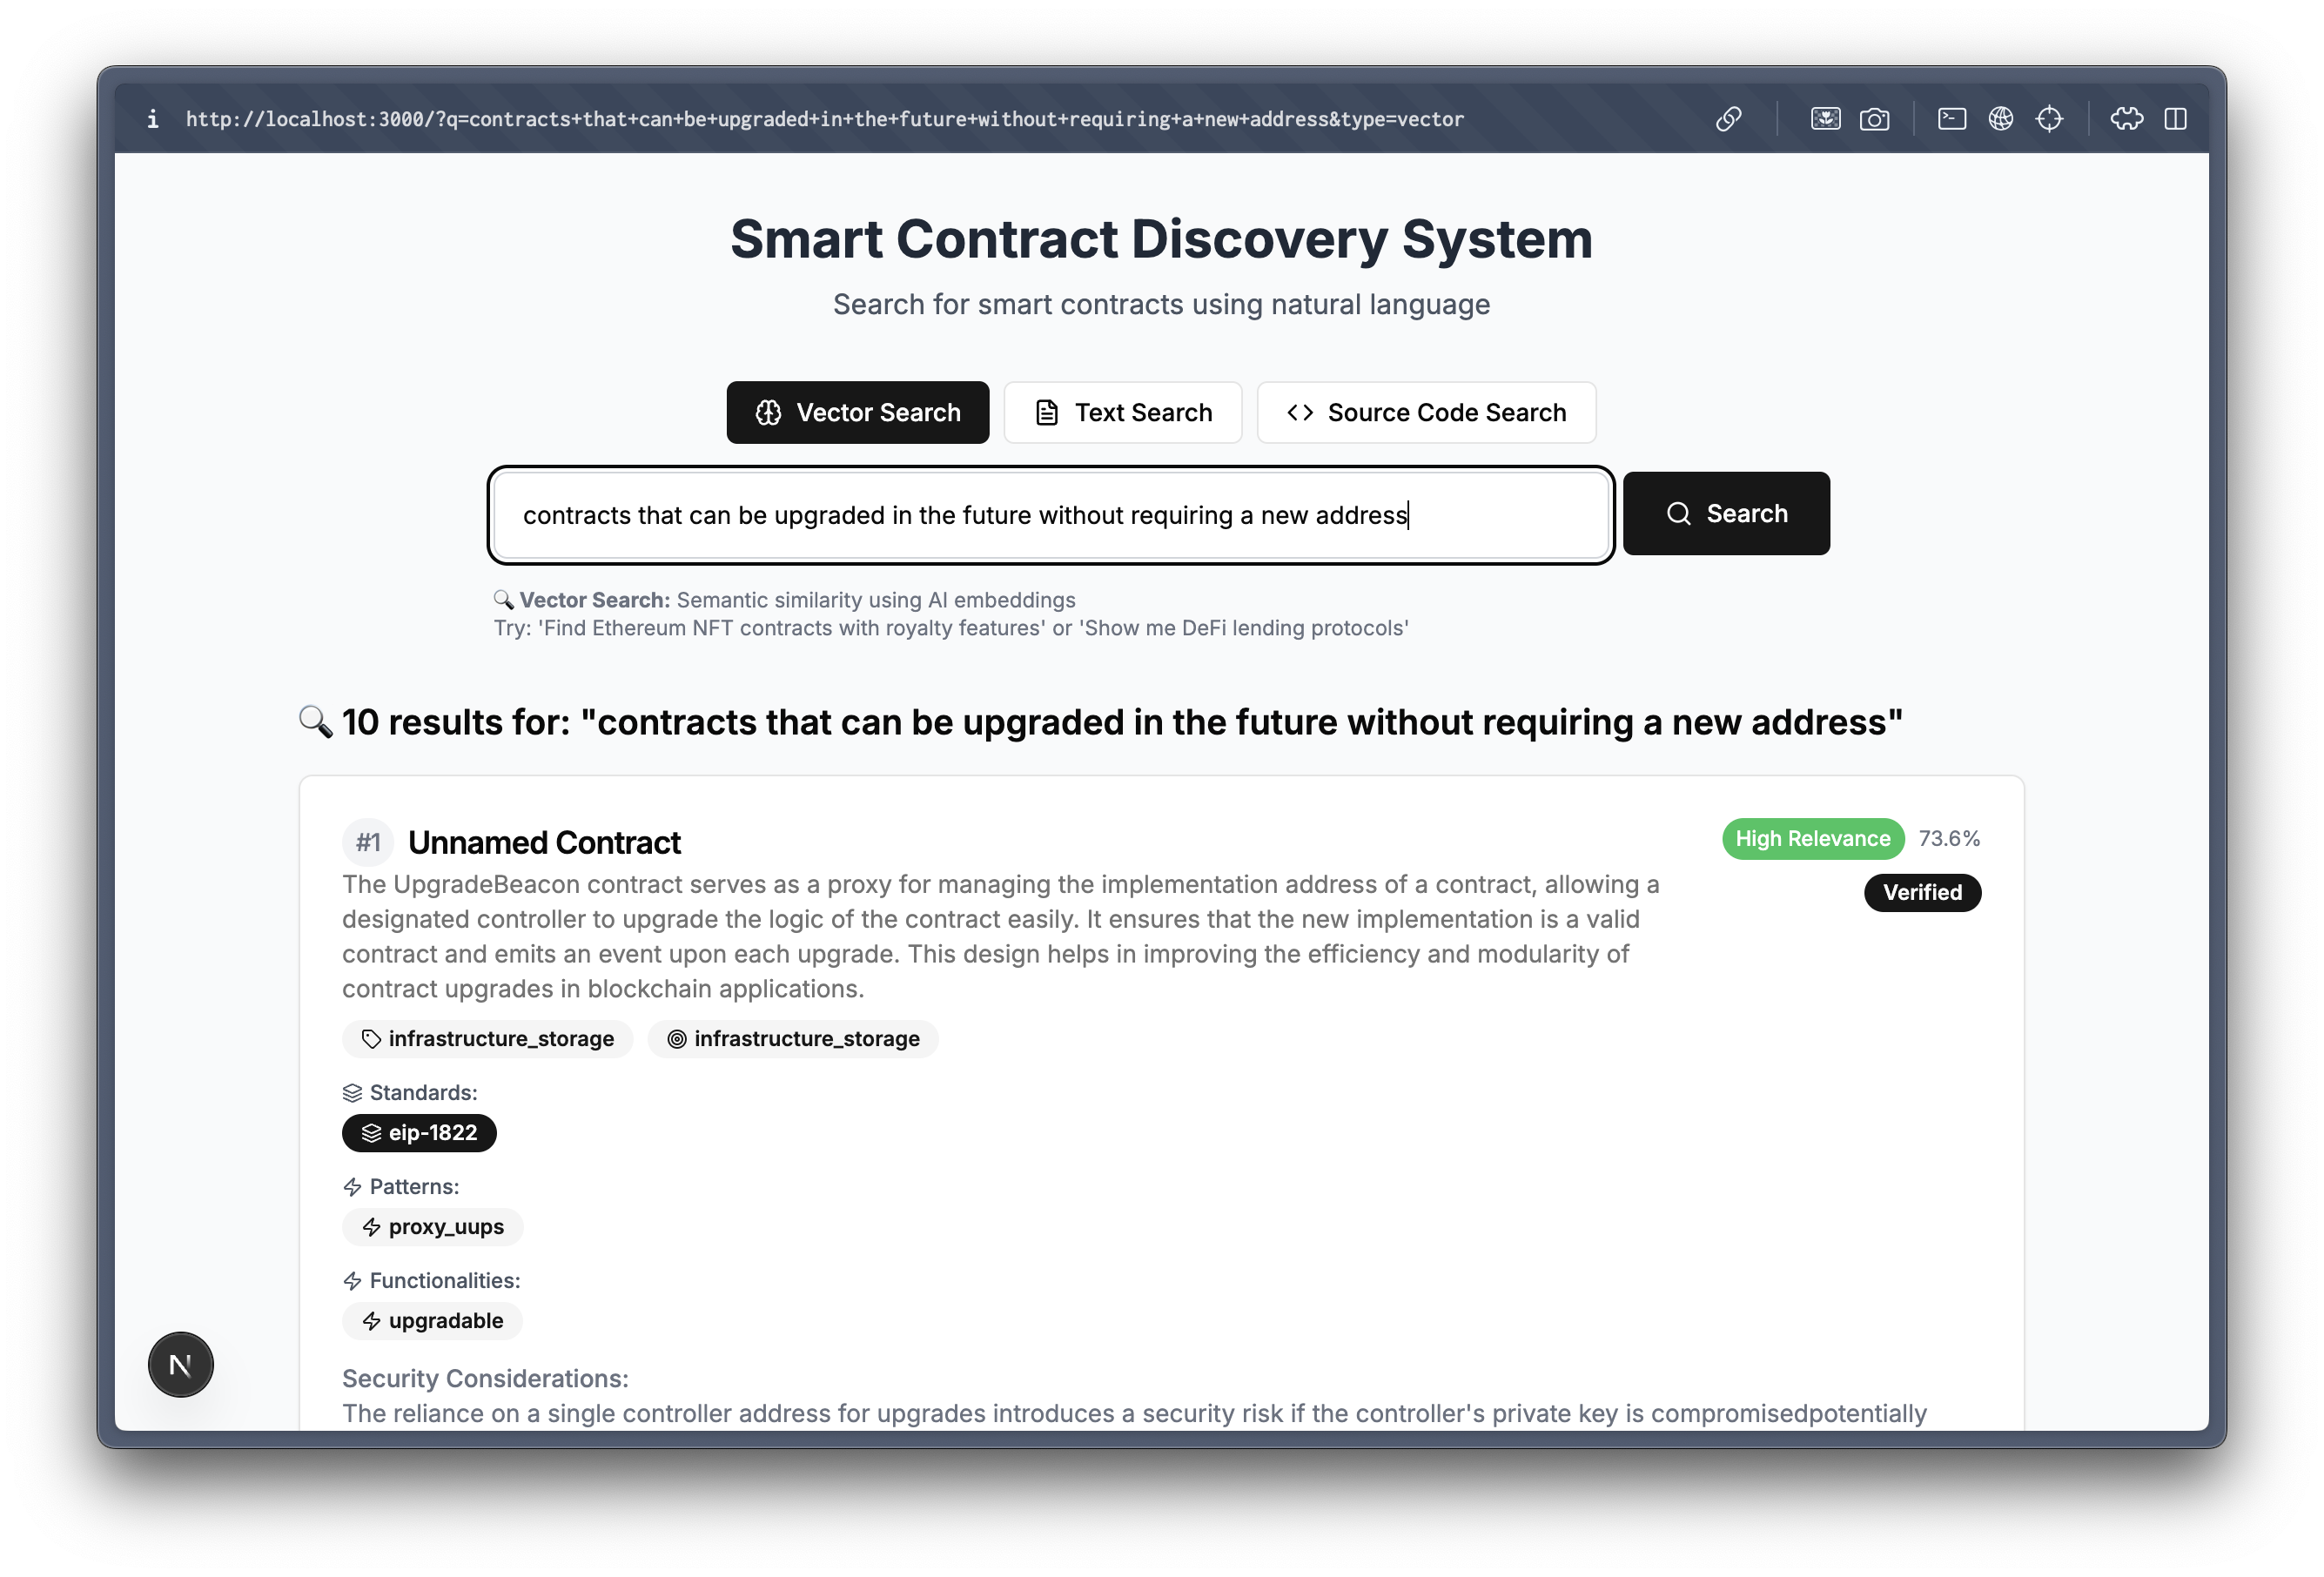 i http://localhost:3000/?q=contracts+that+can+be+upgraded+in+the+future+without+requiring+a+new+address&type=vector
Smart Contract Discovery System
Search for smart contracts using natural language
Vector Search Text Search Source Code Search
contracts that can be upgraded in the future without requiring a new address
Search
🔍 Vector Search: Semantic similarity using AI embeddings
Try: 'Find Ethereum NFT contracts with royalty features' or 'Show me DeFi lending protocols'
🔍 10 results for: "contracts that can be upgraded in the future without requiring a new address"
#1 Unnamed Contract
High Relevance 73.6%
Verified
The UpgradeBeacon contract serves as a proxy for managing the implementation address of a contract, allowing a
designated controller to upgrade the logic of the contract easily. It ensures that the new implementation is a valid
contract and emits an event upon each upgrade. This design helps in improving the efficiency and modularity of
contract upgrades in blockchain applications.
infrastructure_storage infrastructure_storage
Standards:
eip-1822
Patterns:
proxy_uups
Functionalities:
upgradable
Security Considerations:
The reliance on a single controller address for upgrades introduces a security risk if the controller's private key is compromisedpotentially
N